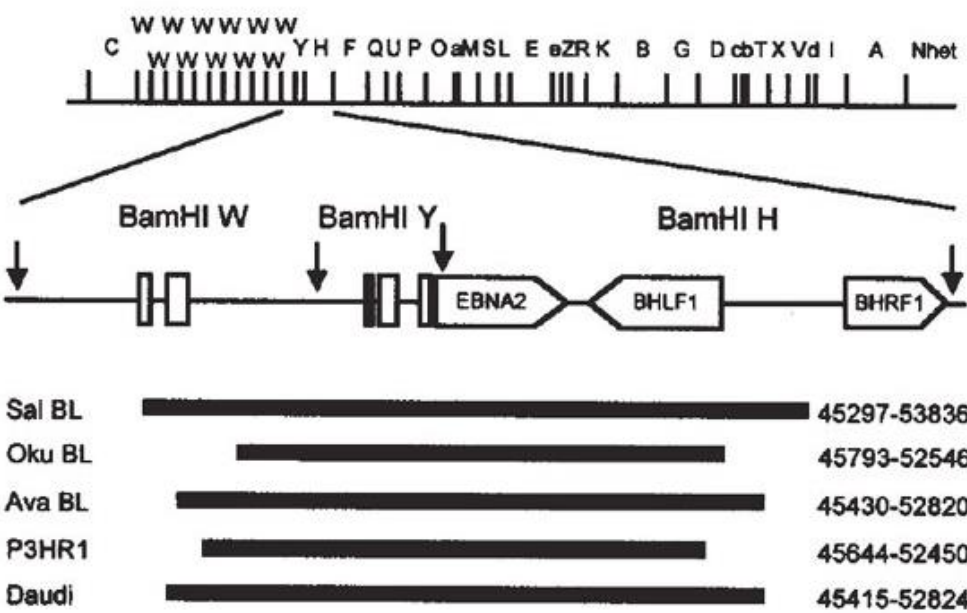 W W W W W W
C Y H F Q U P O a M S L E e Z R K B G D c b T X V d I A Nhet
W W W W W
BamHI W BamHI Y BamHI H
EBNA2 BHLF1 BHRF1
Sal BL 45297-53836
Oku BL 45793-52546
Ava BL 45430-52820
P3HR1 45644-52450
Daudi 45415-52824